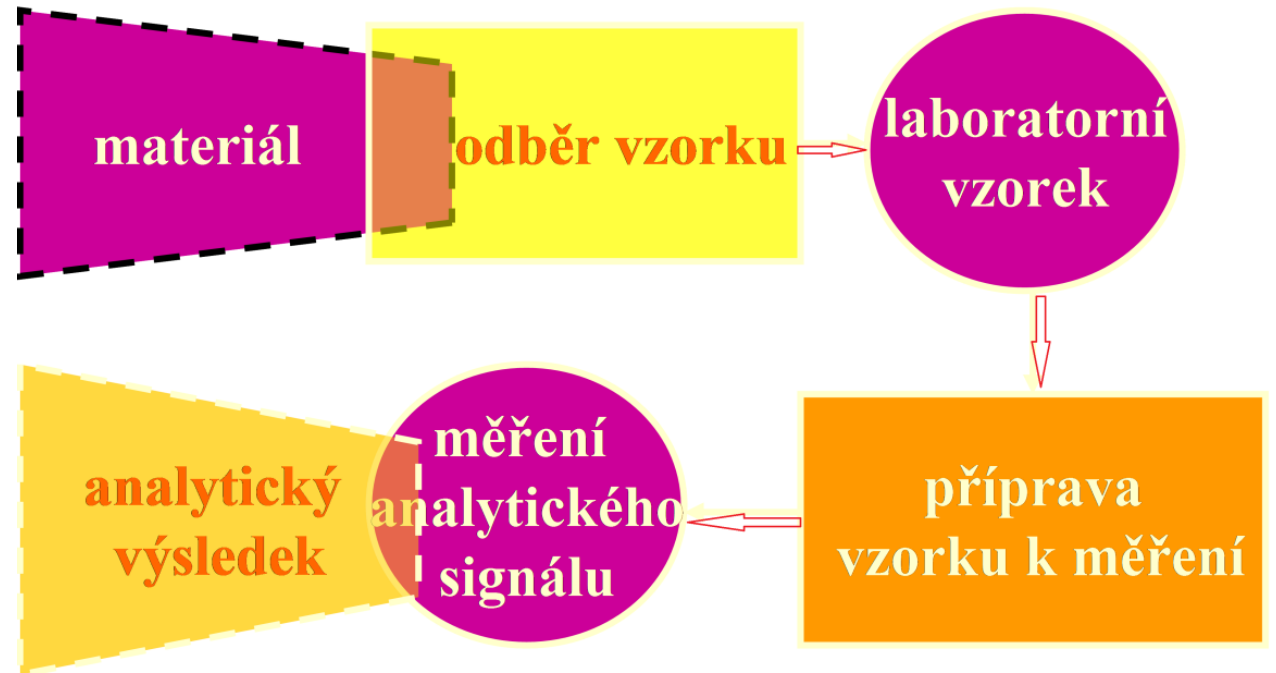 materiál
odběr vzorku
laboratorní
vzorek
příprava
vzorku k měření
měření
analytického
signálu
analytický
výsledek